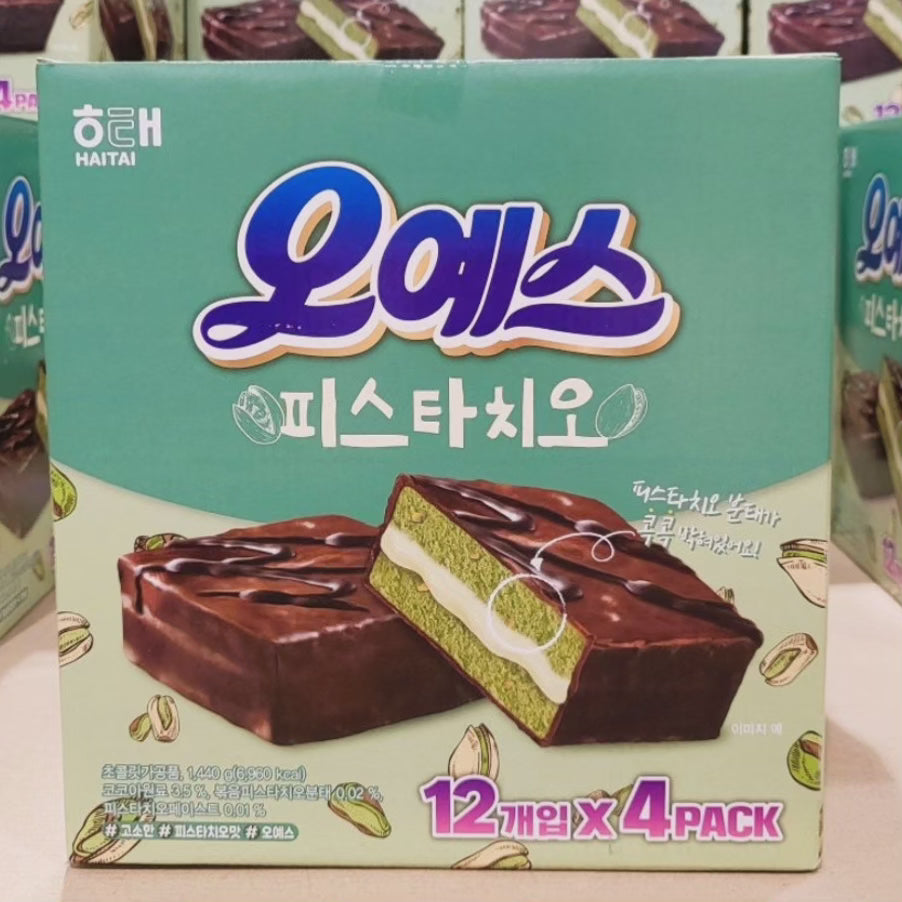 해태
HAITAI
오예스
피스타치오
피스타치오 분태가
콕콕 박혀있어요!
이미지 예
초콜릿가공품, 1,440 g(6,960 kcal)
코코아원료 3.5 %, 볶음피스타치오분태 0.02 %,
피스타치오페이스트 0.01 %
# 고소한 # 피스타치오맛 # 오예스
12개입 X 4 PACK